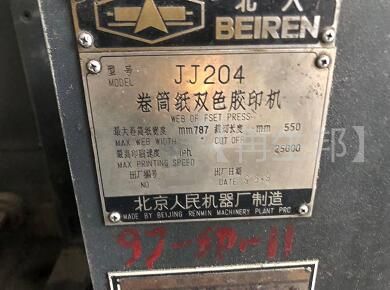 北人
BEIREN
型号 JJ204
MODEL
卷筒纸双色胶印机
WEB OFFSET PRESS
最大卷筒纸宽度 mm 787 裁切长度 mm 550
MAX WEB WIDTH CUT OFF
最高印刷速度 iph 25000
MAX PRINTING SPEED
出厂编号 出厂日期
NO DATE
北京人民机器厂制造
MADE BY BEIJING RENMIN MACHINERY PLANT PRC